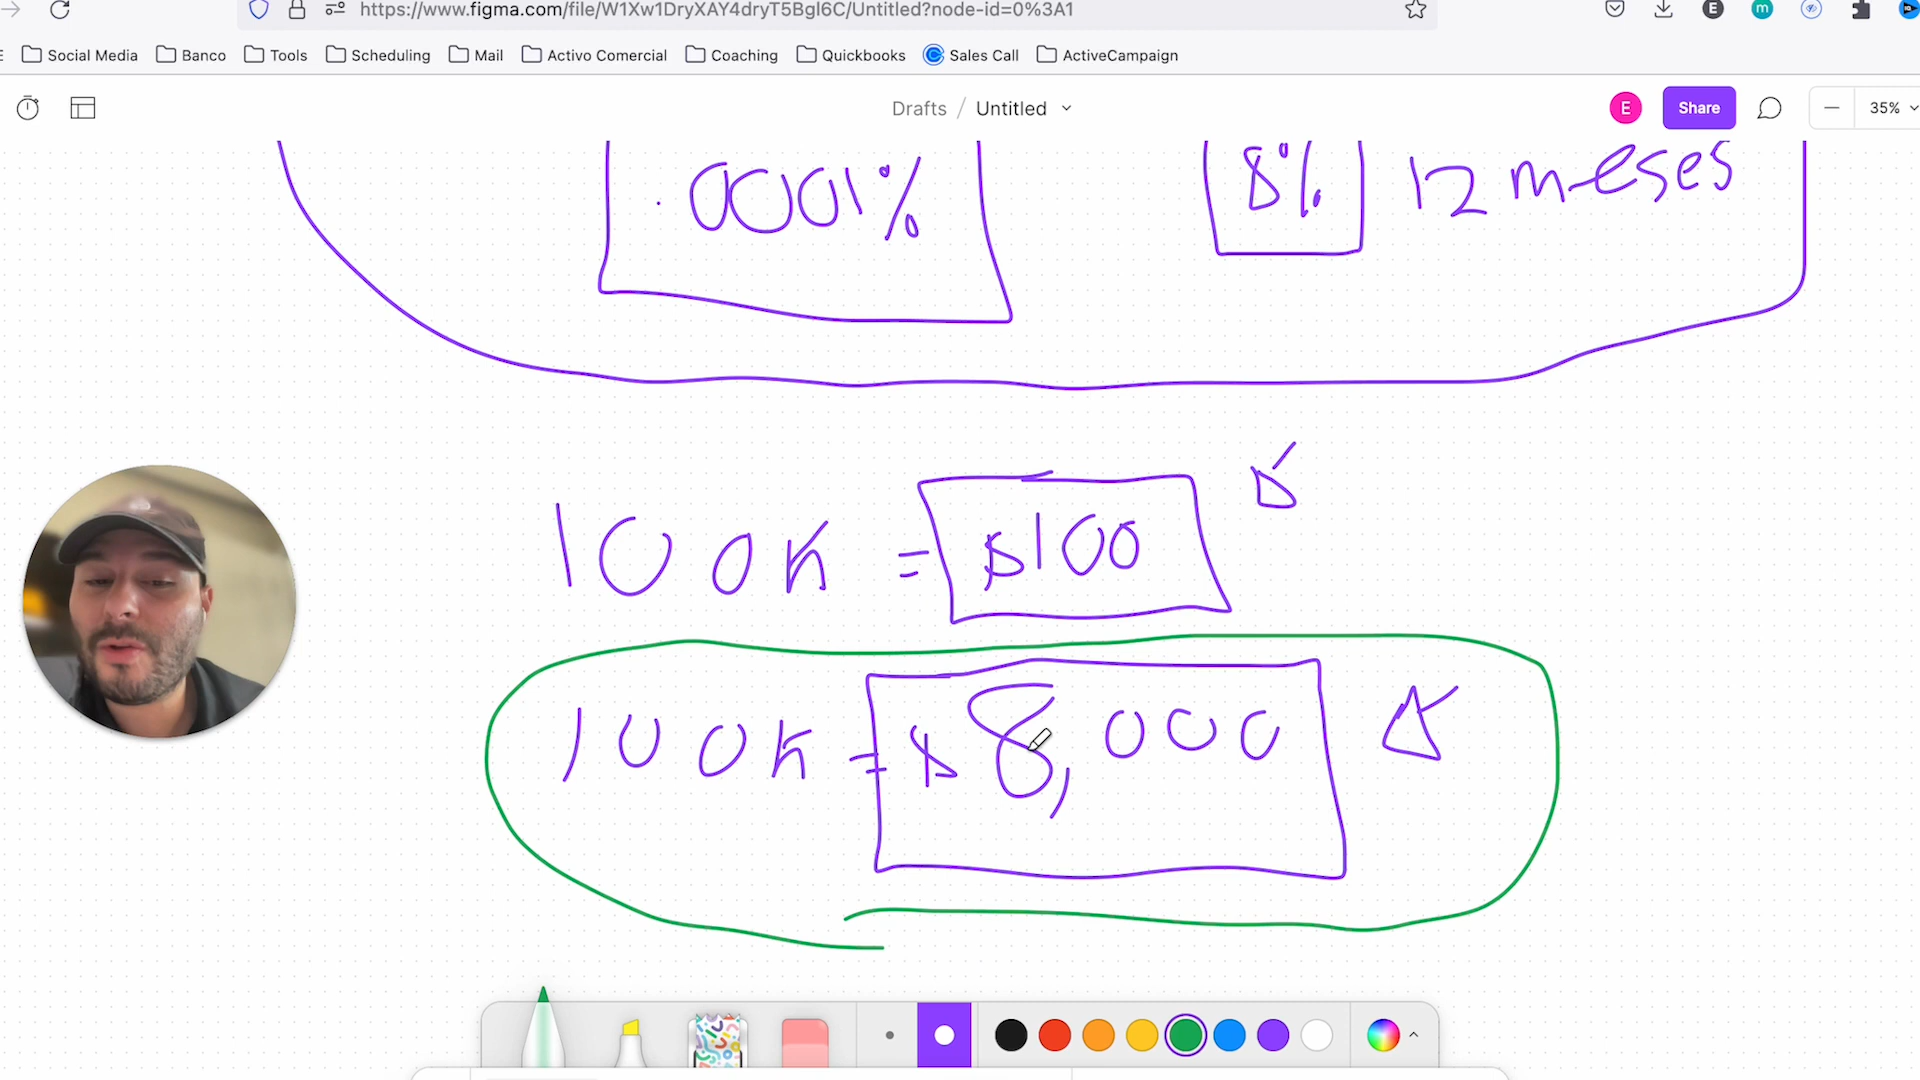 https://www.figma.com/file/W1Xw1DryXAY4dryT5Bgl6C/Untitled?node-id=0%3A1
E
m
Social Media Banco Tools Scheduling Mail Activo Comercial Coaching Quickbooks Sales Call ActiveCampaign
Drafts / Untitled
E Share 35%
.0001% 8% 12 meses
100K = $100
100K = $8,000